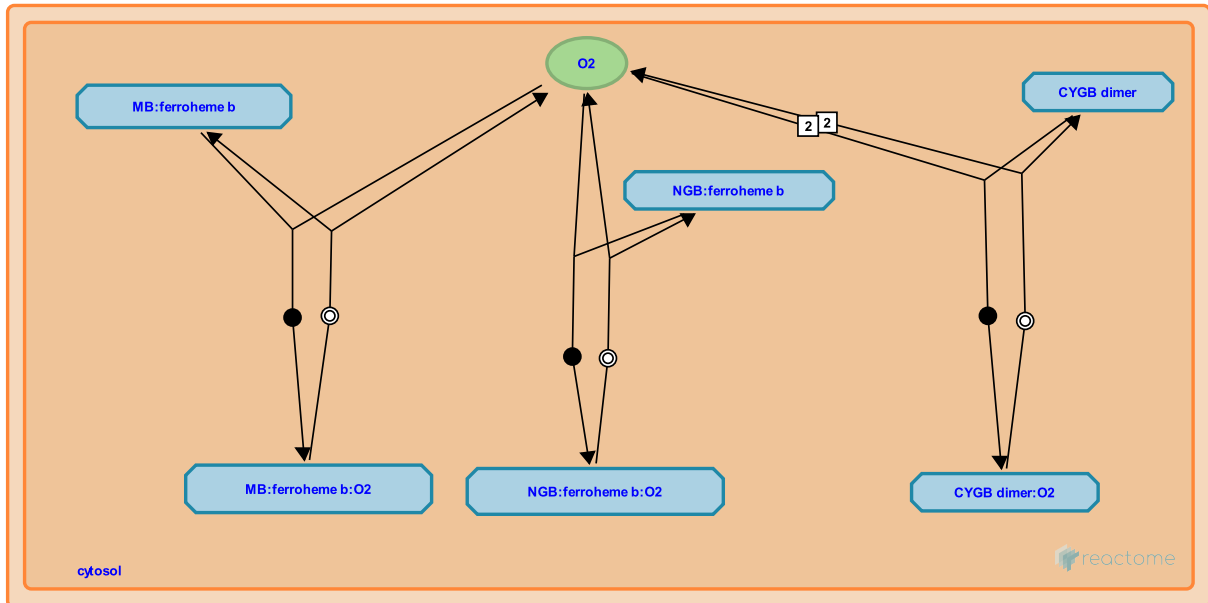 O2
MB:ferroheme b
CYGB dimer
2
2
NGB:ferroheme b
MB:ferroheme b:O2
NGB:ferroheme b:O2
CYGB dimer:O2
cytosol
reactome